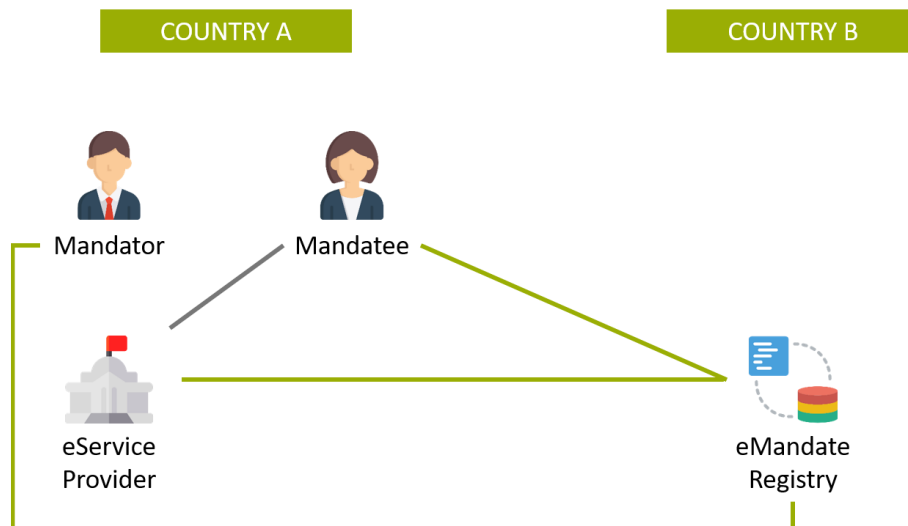 COUNTRY A
COUNTRY B
Mandator
Mandatee
eService
Provider
eMandate
Registry